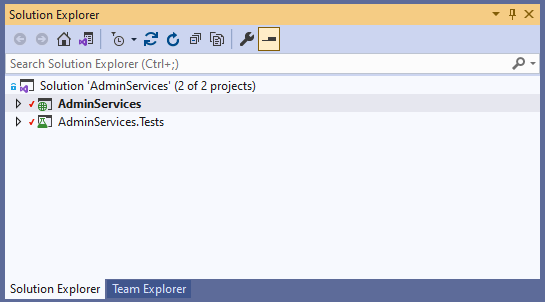 Solution Explorer
Search Solution Explorer (Ctrl+;)
Solution 'AdminServices' (2 of 2 projects)
AdminServices
AdminServices.Tests
Solution Explorer Team Explorer